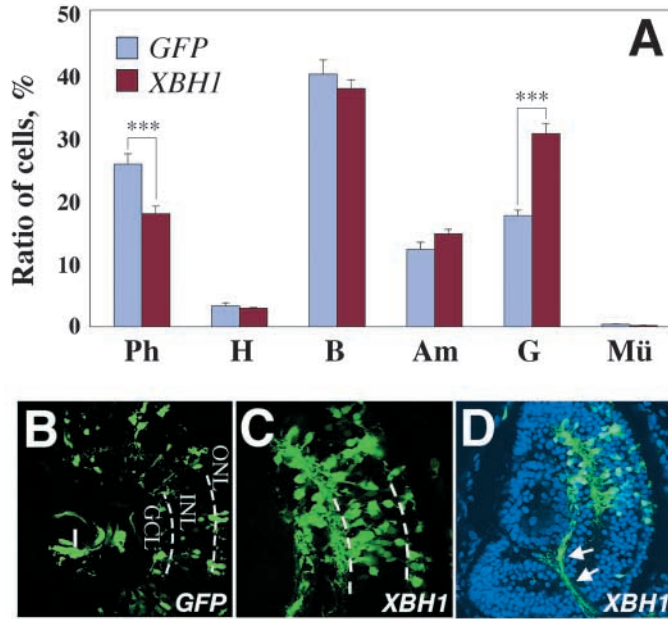 A
GFP
XBH1
Ratio of cells, %
50
40
30
20
10
0
***
***
Ph H B Am G Mü
B
L
GCL
INL
ONL
GFP
C
XBH1
D
XBH1